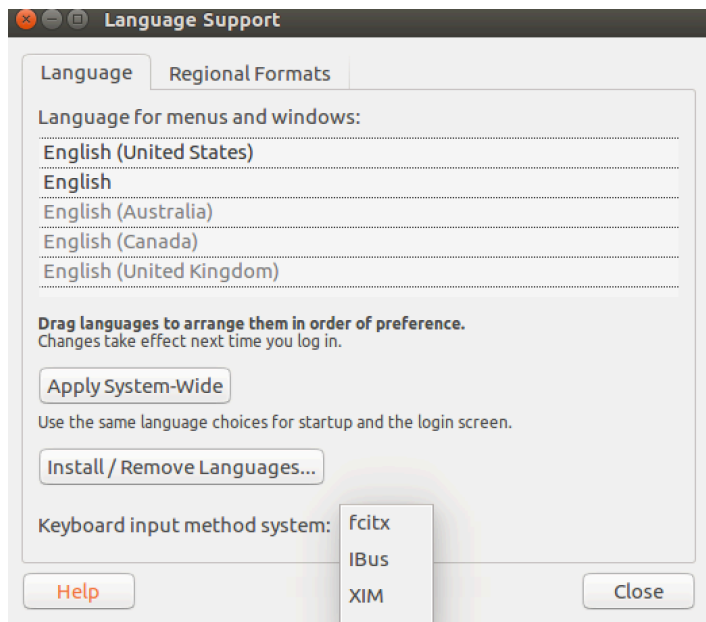 Language Support
Language
Regional Formats
Language for menus and windows:
English (United States)
English
English (Australia)
English (Canada)
English (United Kingdom)
Drag languages to arrange them in order of preference.
Changes take effect next time you log in.
Apply System-Wide
Use the same language choices for startup and the login screen.
Install / Remove Languages...
Keyboard input method system:
fcitx
IBus
XIM
Help
Close